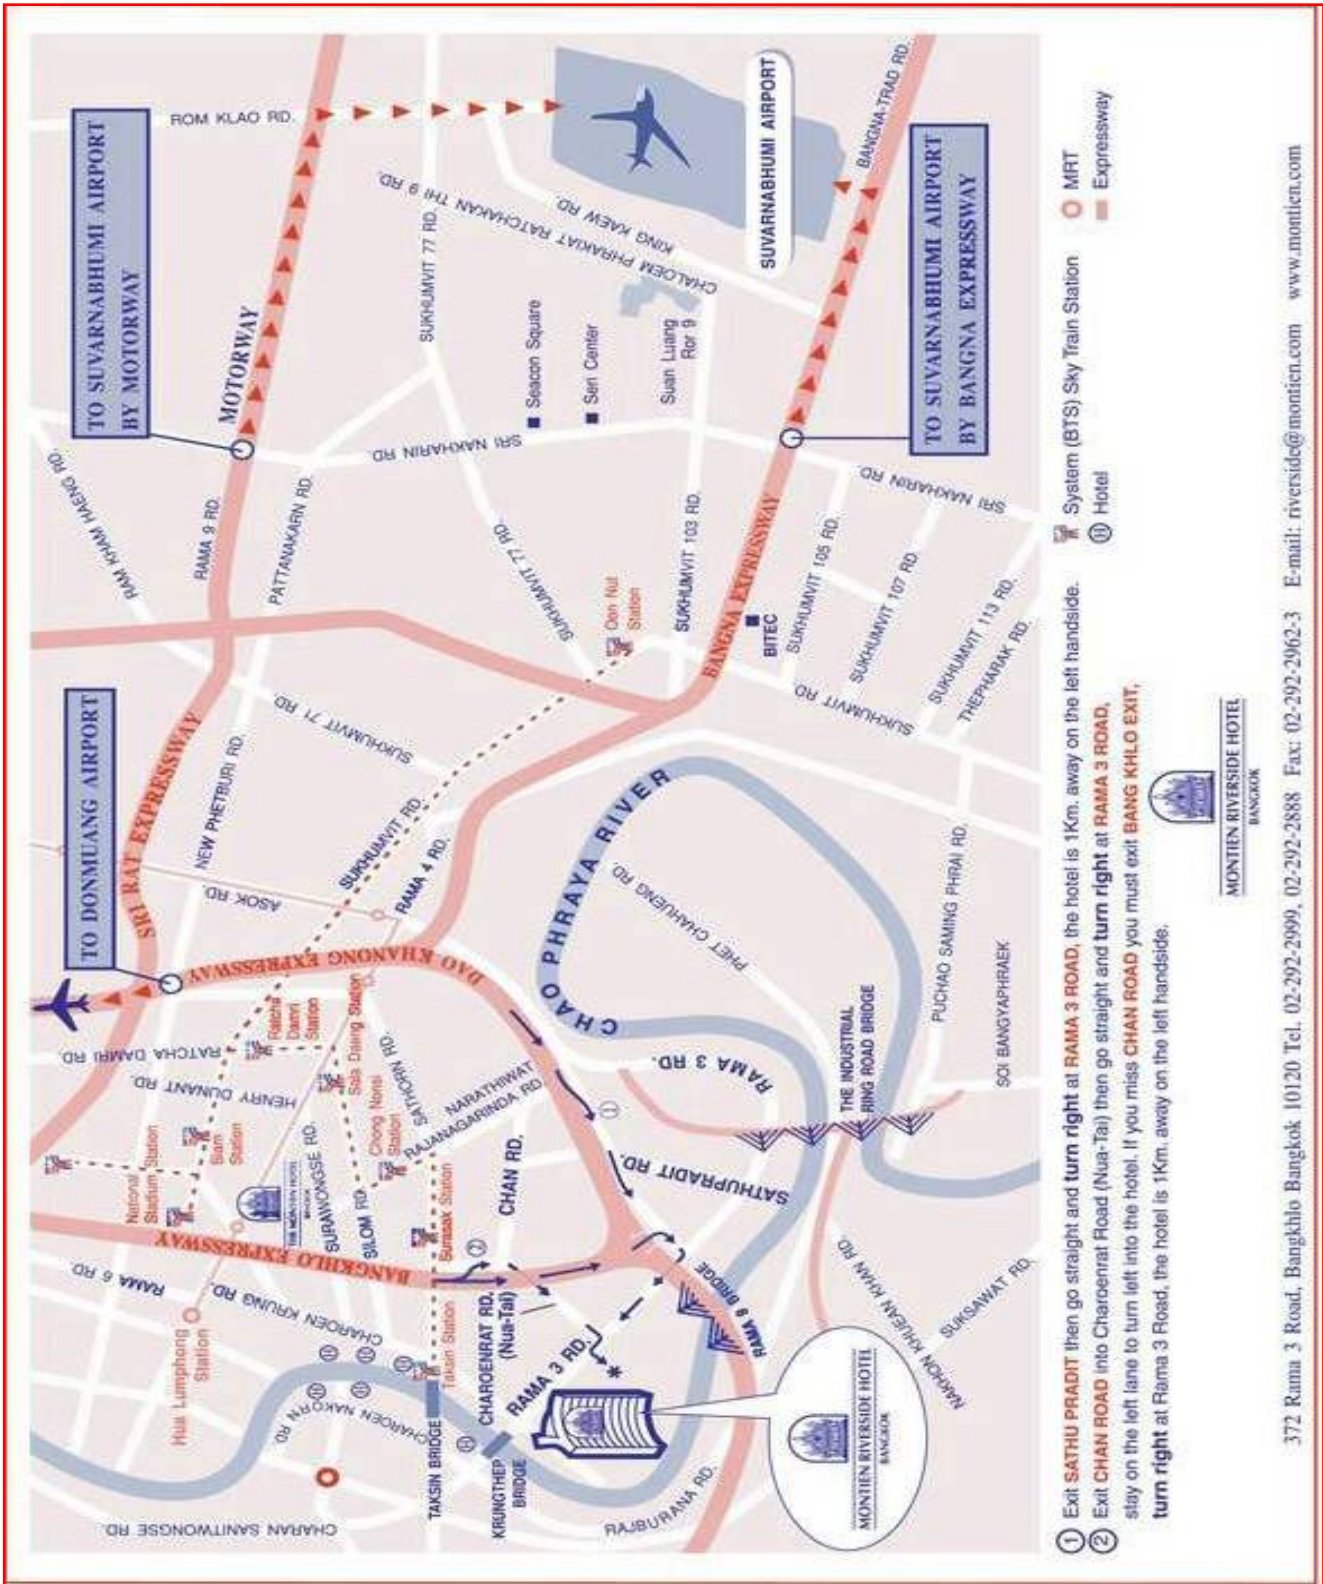 TO SUVARNABHUMI AIRPORT
BY MOTORWAY
ROM KLAO RD.
MOTORWAY
SUKHUMVIT 77 RD.
CHALOEM PHRAKIAT RATCHAKAN THI 9 RD.
KING KAEW RD.
SUVARNABHUMI AIRPORT
BANGNA-TRAD RD.
TO SUVARNABHUMI AIRPORT
BY BANGNA EXPRESSWAY
Seacon Square
Seri Center
Suan Luang
Ror 9
RAM KHAM HAENG RD.
RAMA 9 RD.
PATTANAKARN RD.
SRI NAKHARIN RD.
SUKHUMVIT 77 RD.
SUKHUMVIT 77 RD.
SUKHUMVIT 103 RD.
BANGNA EXPRESSWAY
SRI NAKHARIN RD.
SUKHUMVIT 105 RD.
SUKHUMVIT 107 RD
SUKHUMVIT 113 RD.
THEPHARAK RD.
SUKHUMVIT RD.
BITEC
On Nut
Station
TO DONMUANG AIRPORT
SRI RAT EXPRESSWAY
NEW PHETBURI RD.
SUKHUMVIT 71 RD.
SUKHUMVIT RD.
ASOK RD.
RAMA 4 RD.
CHAO PHRAYA RIVER
PHET CHAHUENG RD.
PUCHAO SAMING PHRAI RD.
SOI BANGYAPHRAEK
DAO KHANONG EXPRESSWAY
RATCHA DAMRI RD.
HENRY DUNANT RD.
Ratcha
Damri
Station
Sala Daeng Station
Chong Nonsi
Station
SATHORN RD.
NARATHIWAT
RAJANAGARINDA RD.
RAMA 3 RD.
THE INDUSTRIAL
RING ROAD BRIDGE
National
Stadium Station
Siam
Station
THE MONTIEN HOTEL
BANGKOK
SURAWONGSE RD.
SILOM RD.
Surasak Station
CHAN RD.
SATHUPRADIT RD.
1
2
BANGKHLO EXPRESSWAY
RAMA 6 RD.
Hua Lumphong
Station
CHAROEN KRUNG RD.
CHAROEN NAKORN RD.
Taksin Station
CHAROENRAT RD.
(Nua-Tai)
RAMA 3 RD.
RAMA 9 BRIDGE
NAKHON KHUEAN KHAN RD.
SUKSAWAT RD.
TAKSIN BRIDGE
KRUNGTHEP
BRIDGE
CHARAN SANITWONGSE RD.
RAJBURANA RD.
MONTIEN RIVERSIDE HOTEL
BANGKOK
1 Exit SATHU PRADIT then go straight and turn right at RAMA 3 ROAD, the hotel is 1Km. away on the left handside.
2 Exit CHAN ROAD into Charoenrat Road (Nua-Tai) then go straight and turn right at RAMA 3 ROAD,
stay on the left lane to turn left into the hotel. If you miss CHAN ROAD you must exit BANG KHLO EXIT,
turn right at Rama 3 Road, the hotel is 1Km. away on the left handside.
System (BTS) Sky Train Station
H Hotel
MRT
Expressway
MONTIEN RIVERSIDE HOTEL
BANGKOK
372 Rama 3 Road, Bangkhlo Bangkok 10120 Tel. 02-292-2999, 02-292-2888 Fax: 02-292-2962-3 E-mail: riverside@montien.com www.montien.com